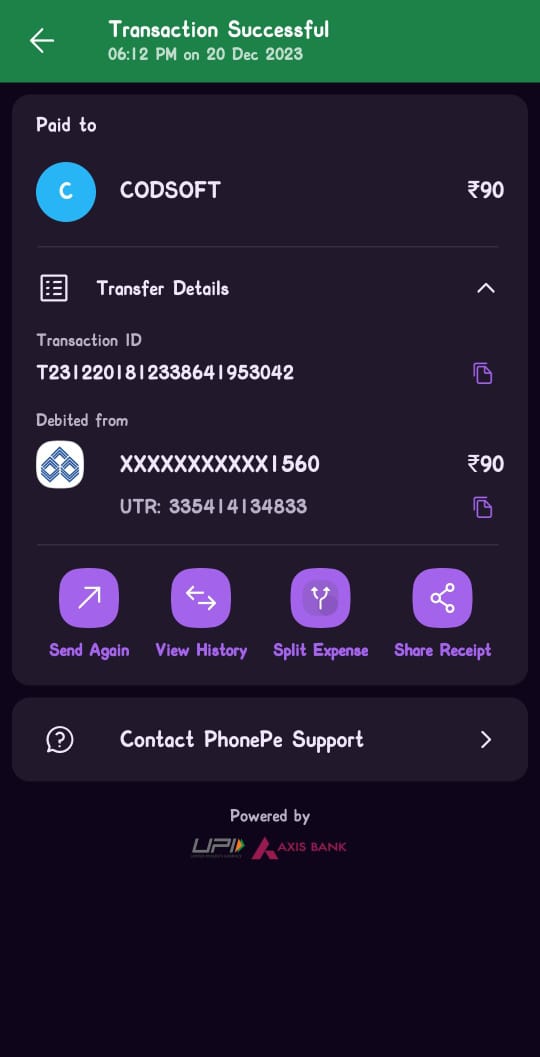 Transaction Successful
06:12 PM on 20 Dec 2023
Paid to
C
CODSOFT
₹90
Transfer Details
Transaction ID
T2312201812338641953042
Debited from
XXXXXXXXXXX1560
₹90
UTR: 335414134833
Send Again
View History
Split Expense
Share Receipt
Contact PhonePe Support
Powered by
UPI
AXIS BANK